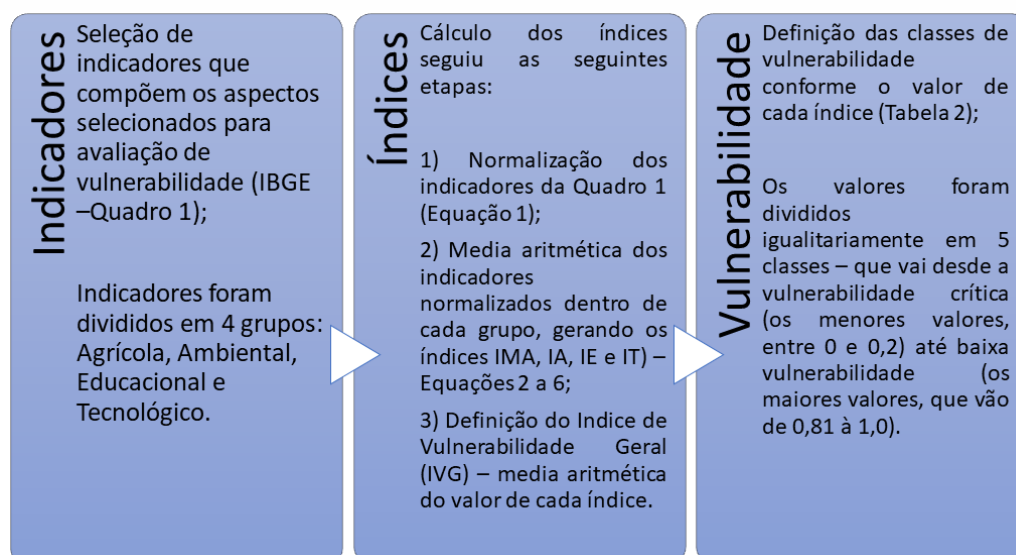 Indicadores
Seleção de
indicadores que
compõem os aspectos
selecionados para
avaliação de
vulnerabilidade (IBGE
–Quadro 1);
Indicadores foram
divididos em 4 grupos:
Agrícola, Ambiental,
Educacional e
Tecnológico.
Índices
Cálculo dos índices
seguiu as seguintes
etapas:
1) Normalização dos
indicadores da Quadro 1
(Equação 1);
2) Media aritmética dos
indicadores
normalizados dentro de
cada grupo, gerando os
índices IMA, IA, IE e IT) –
Equações 2 a 6;
3) Definição do Indice de
Vulnerabilidade Geral
(IVG) – media aritmética
do valor de cada índice.
Vulnerabilidade
Definição das classes de
vulnerabilidade
conforme o valor de
cada índice (Tabela 2);
Os valores foram
divididos
igualitariamente em 5
classes – que vai desde a
vulnerabilidade crítica
(os menores valores,
entre 0 e 0,2) até baixa
vulnerabilidade (os
maiores valores, que vão
de 0,81 à 1,0).